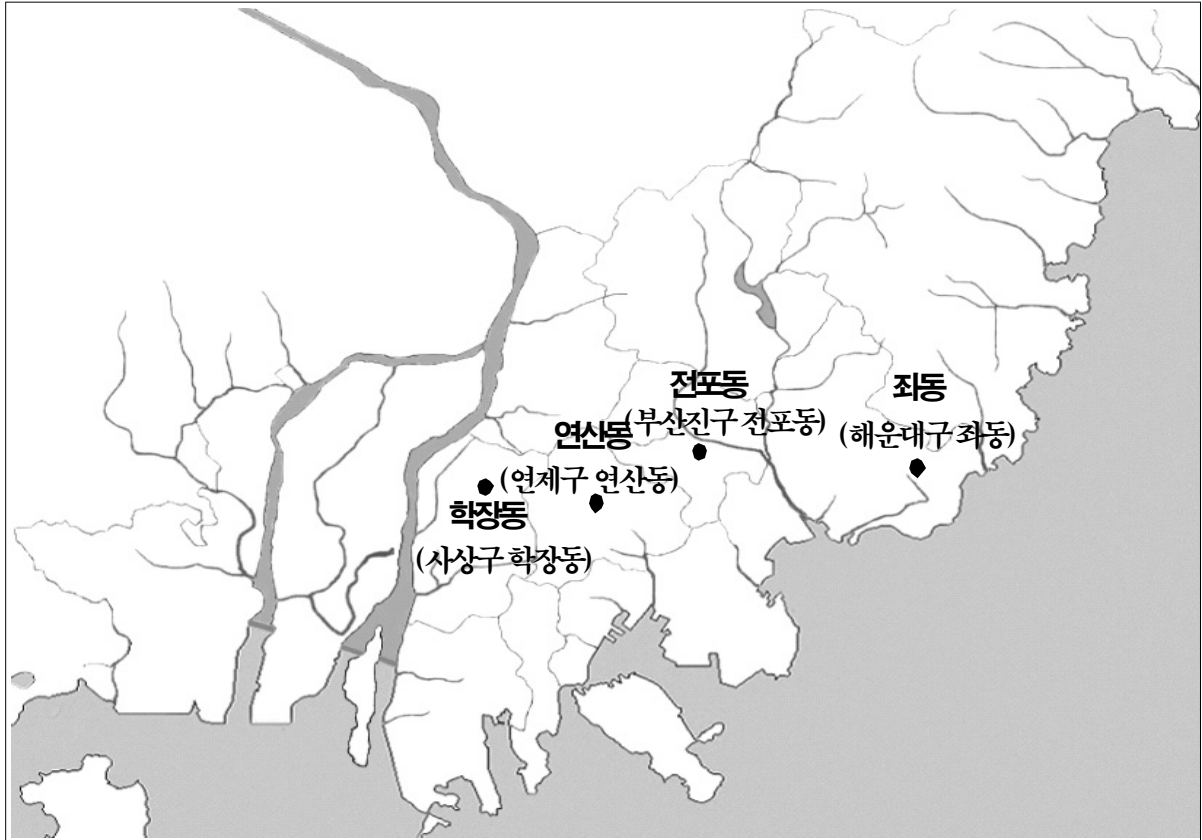 전포동
(부산진구 전포동)
좌동
(해운대구 좌동)
연산동
(연제구 연산동)
학장동
(사상구 학장동)